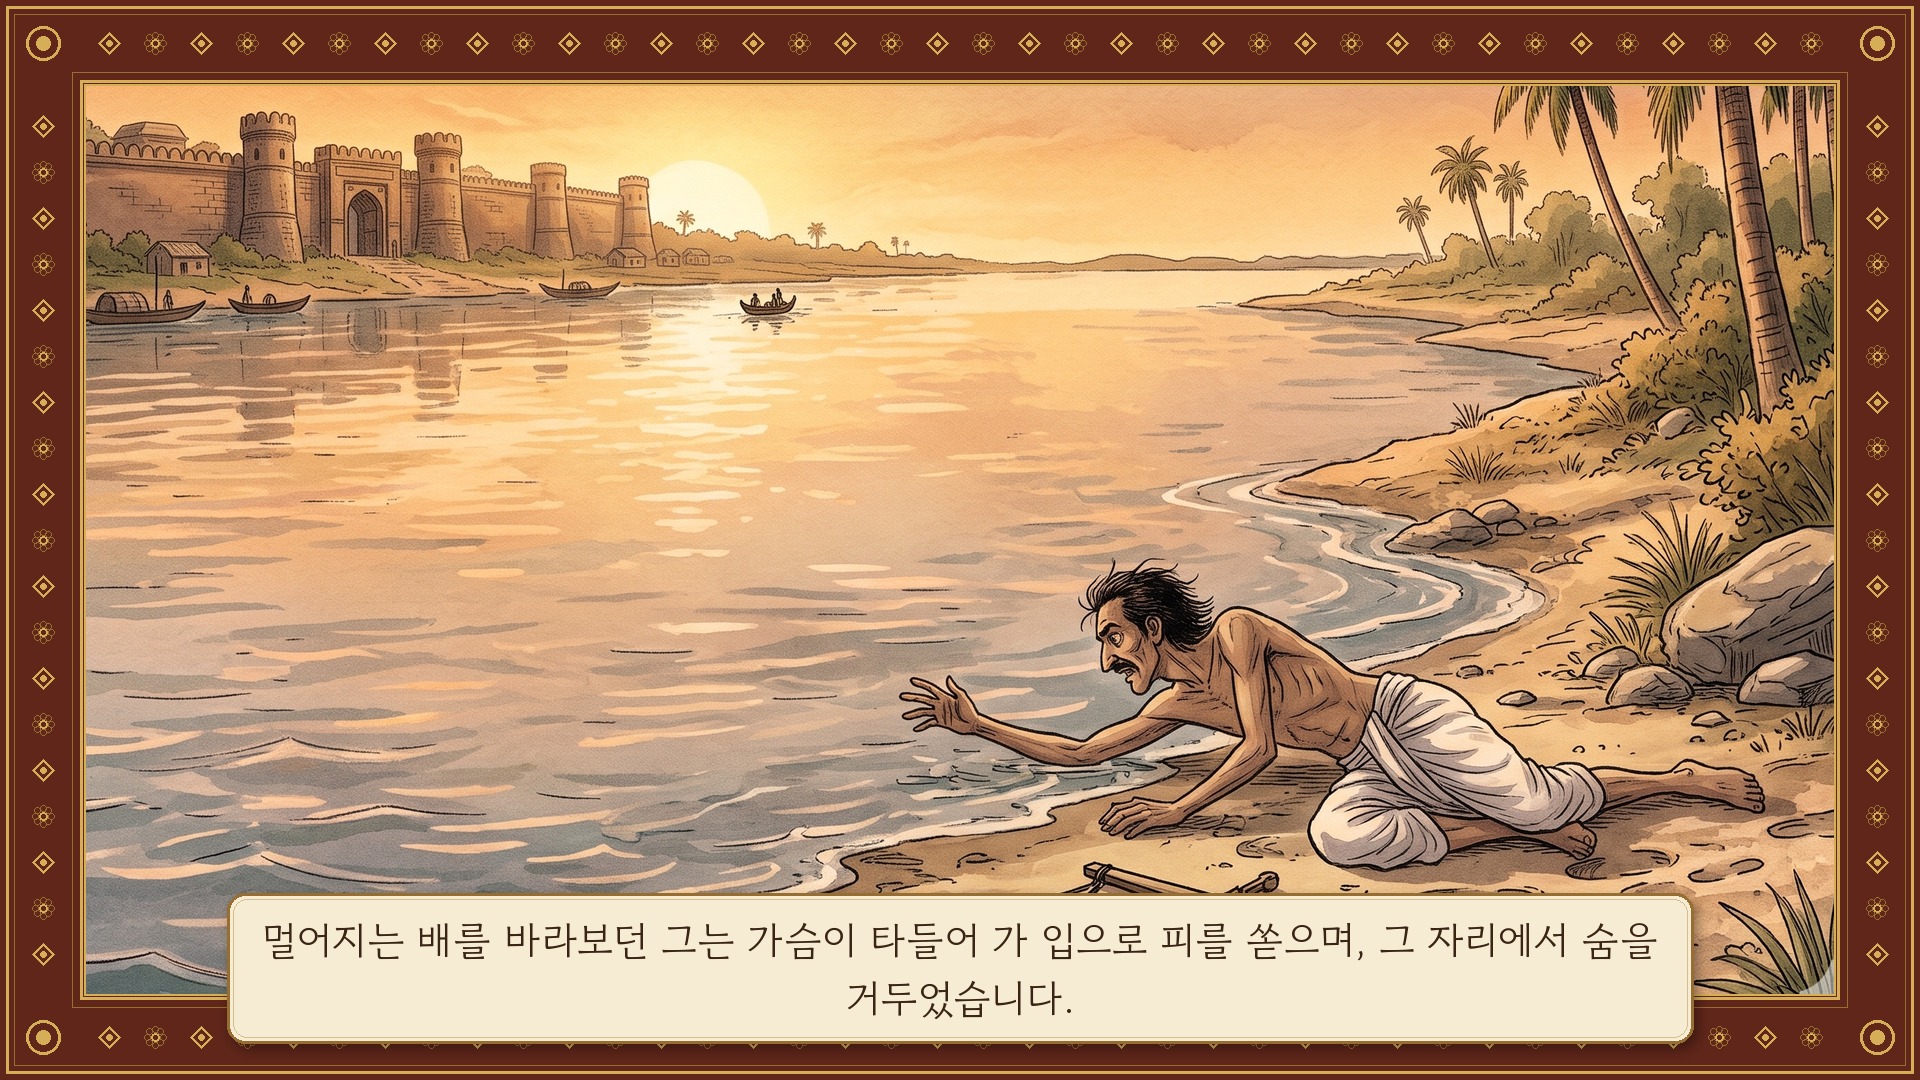 멀어지는 배를 바라보던 그는 가슴이 타들어 가 입으로 피를 쏟으며, 그 자리에서 숨을
거두었습니다.